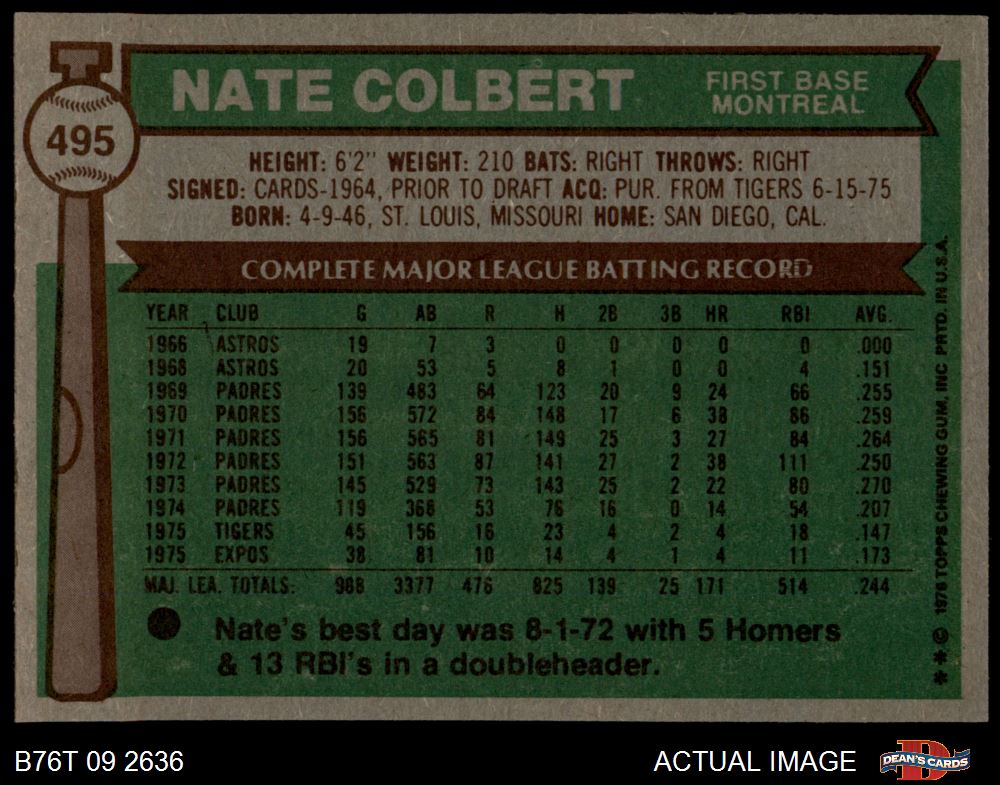 NATE COLBERT
FIRST BASE
MONTREAL
495
HEIGHT: 6'2" WEIGHT: 210 BATS: RIGHT THROWS: RIGHT
SIGNED: CARDS-1964, PRIOR TO DRAFT ACQ: PUR. FROM TIGERS 6-15-75
BORN: 4-9-46, ST. LOUIS, MISSOURI HOME: SAN DIEGO, CAL.
COMPLETE MAJOR LEAGUE BATTING RECORD
YEAR CLUB G AB R H 2B 3B HR RBI AVG.
1966 ASTROS 19 7 3 0 0 0 0 0 .000
1968 ASTROS 20 53 5 8 1 0 0 4 .151
1969 PADRES 139 483 64 123 20 9 24 66 .255
1970 PADRES 156 572 84 148 17 6 38 86 .259
1971 PADRES 156 565 81 149 25 3 27 84 .264
1972 PADRES 151 563 87 141 27 2 38 111 .250
1973 PADRES 145 529 73 143 25 2 22 80 .270
1974 PADRES 119 368 53 76 16 0 14 54 .207
1975 TIGERS 45 156 16 23 4 2 4 18 .147
1975 EXPOS 38 81 10 14 4 1 4 11 .173
MAJ. LEA. TOTALS: 988 3377 476 825 139 25 171 514 .244
Nate's best day was 8-1-72 with 5 Homers
& 13 RBI's in a doubleheader.
**© 1976 TOPPS CHEWING GUM, INC PRTD. IN U.S.A.
B76T 09 2636
ACTUAL IMAGE
D
DEAN'S CARDS